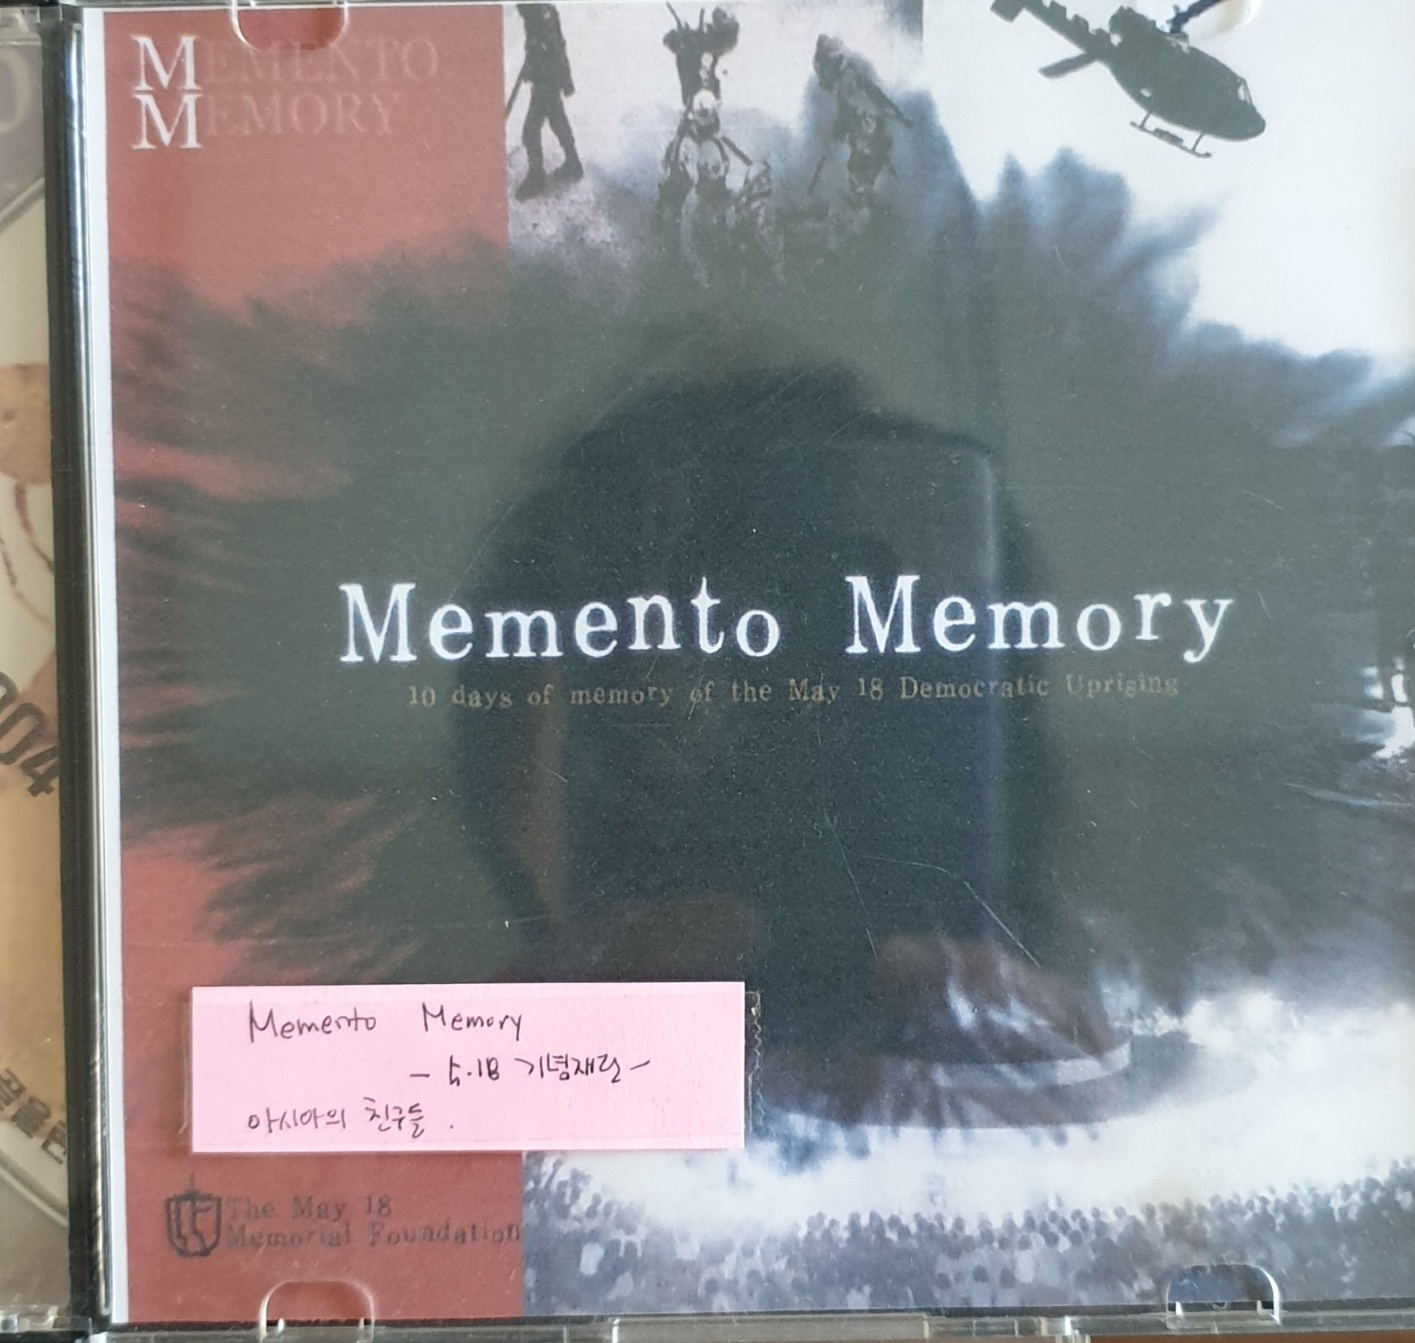 MEMENTO
MEMORY
Memento Memory
10 days of memory of the May 18 Democratic Uprising
Memento Memory
- 5.18 기념재단 -
아시아의 친구들.
The May 18
Memorial Foundation
004